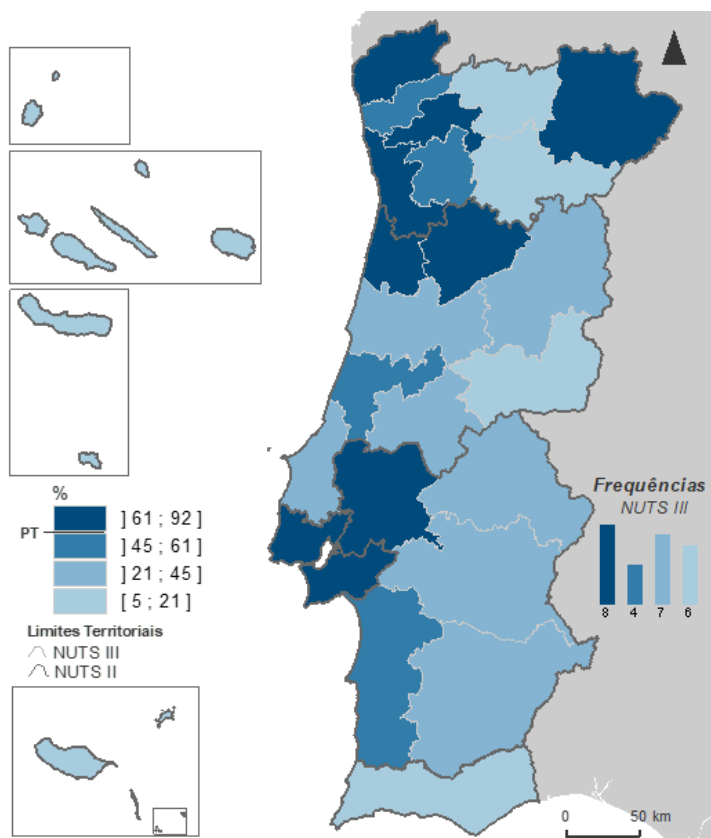 %
] 61 ; 92 ]
PT
] 45 ; 61 ]
] 21 ; 45 ]
[ 5 ; 21 ]
Limites Territoriais
NUTS III
NUTS II
Frequências
NUTS III
8 4 7 6
0 50 km